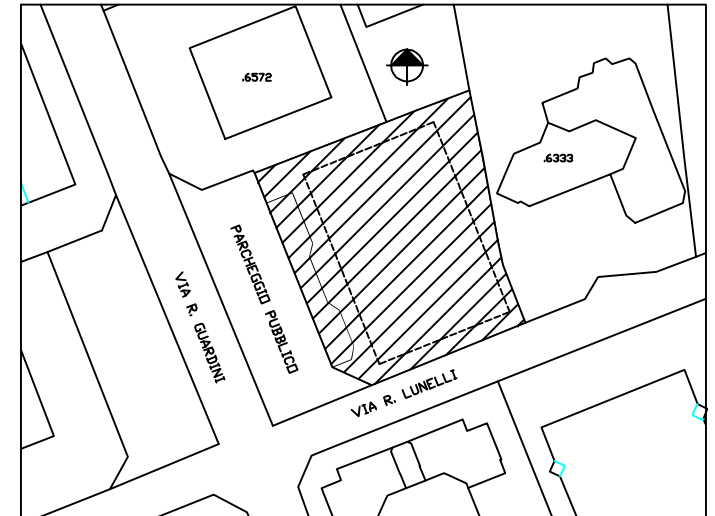 .6572
.6333
PARCHEGGIO PUBBLICO
VIA R. GUARDINI
VIA R. LUNELLI